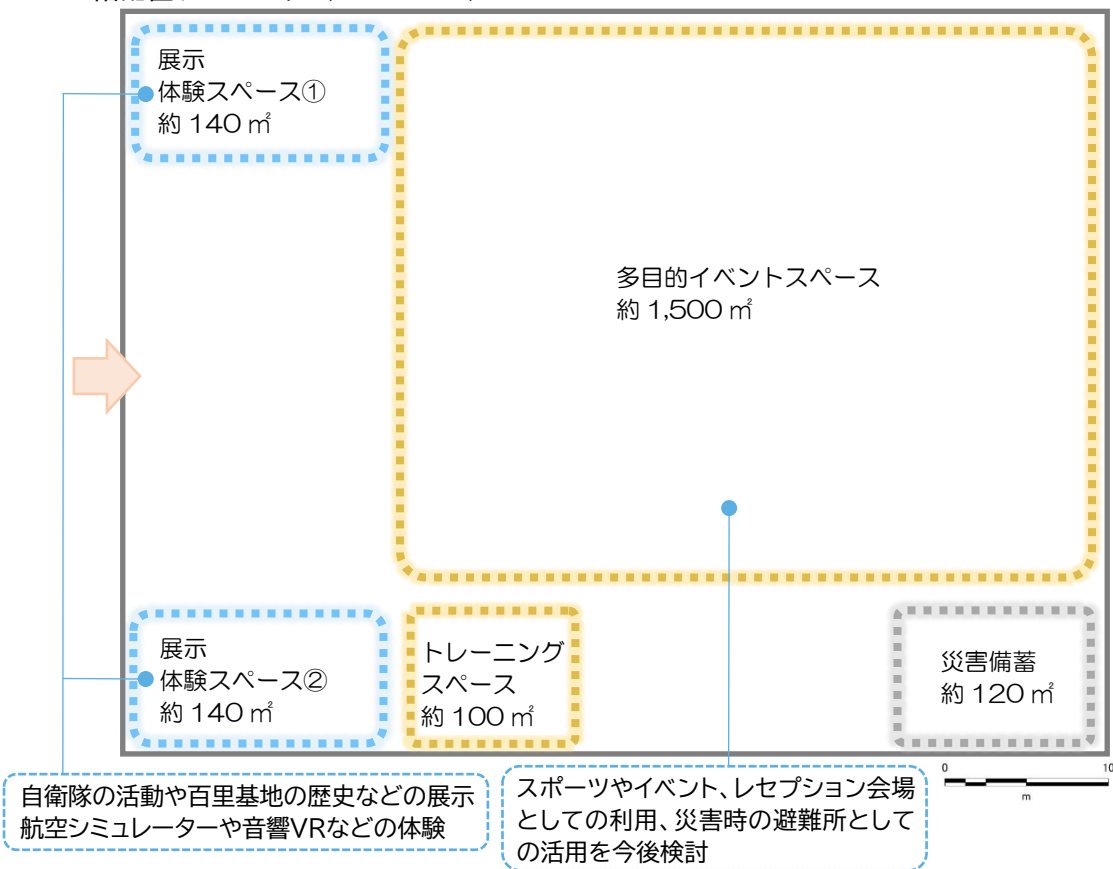 展示
体験スペース①
約 140 ㎡
多目的イベントスペース
約 1,500 ㎡
展示
体験スペース②
約 140 ㎡
トレーニング
スペース
約 100 ㎡
災害備蓄
約 120 ㎡
0 10
m
自衛隊の活動や百里基地の歴史などの展示
航空シミュレーターや音響VRなどの体験
スポーツやイベント、レセプション会場
としての利用、災害時の避難所として
の活用を今後検討